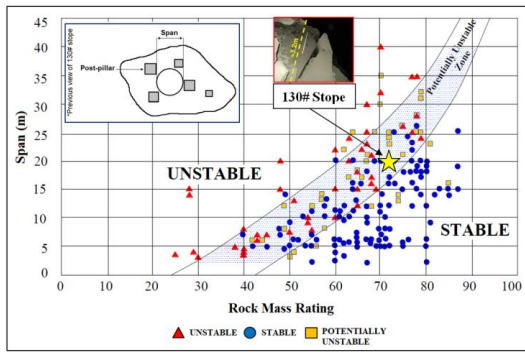 45
40
35
30
25
20
15
10
5
0
Span (m)
*Previous view of 130# stope
Span
Post-pillar
130# Stope
Potentially Unstable
Zone
UNSTABLE
STABLE
0 10 20 30 40 50 60 70 80 90 100
Rock Mass Rating
UNSTABLE STABLE POTENTIALLY
UNSTABLE